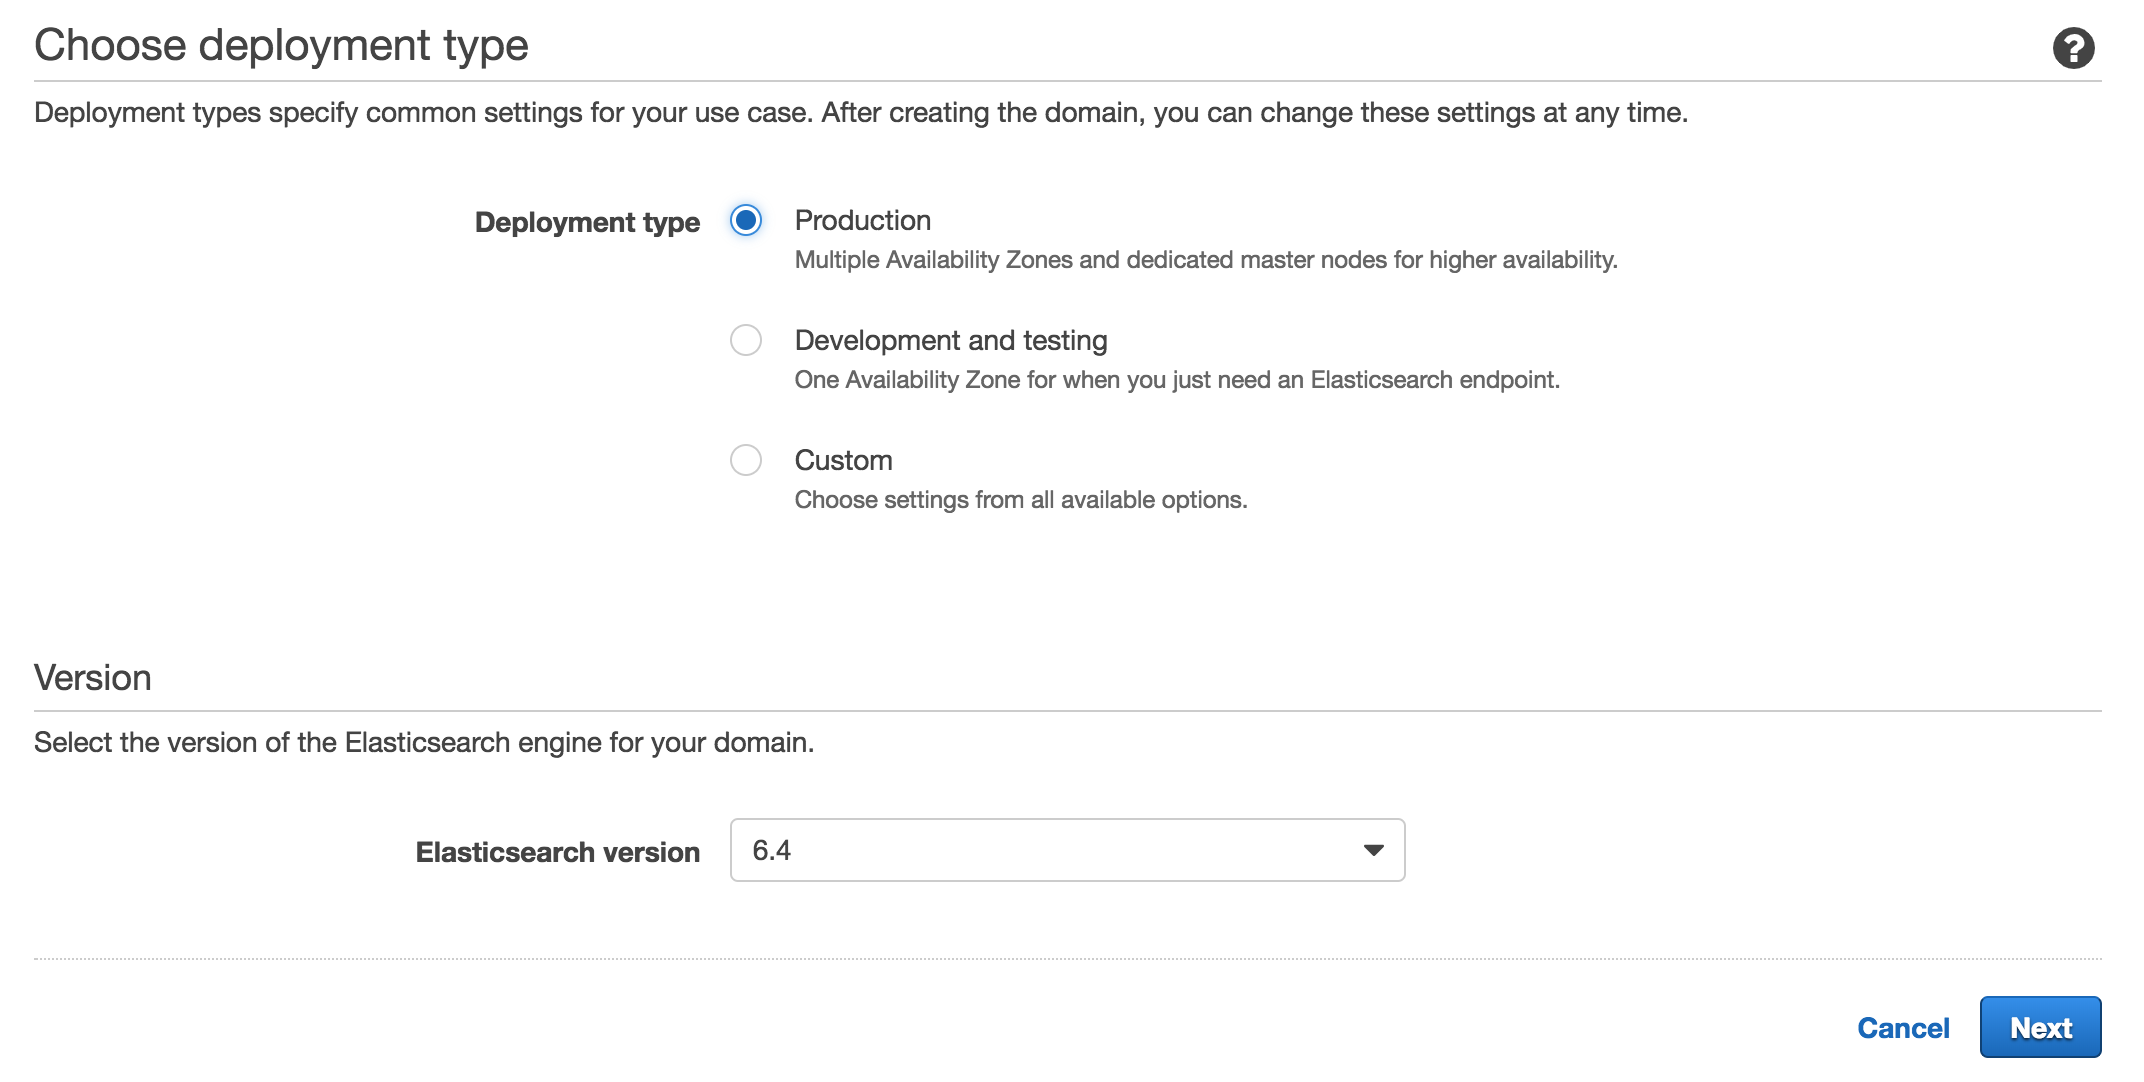 Choose deployment type
?
Deployment types specify common settings for your use case. After creating the domain, you can change these settings at any time.
Deployment type
Production
Multiple Availability Zones and dedicated master nodes for higher availability.
Development and testing
One Availability Zone for when you just need an Elasticsearch endpoint.
Custom
Choose settings from all available options.
Version
Select the version of the Elasticsearch engine for your domain.
Elasticsearch version
6.4
Cancel
Next